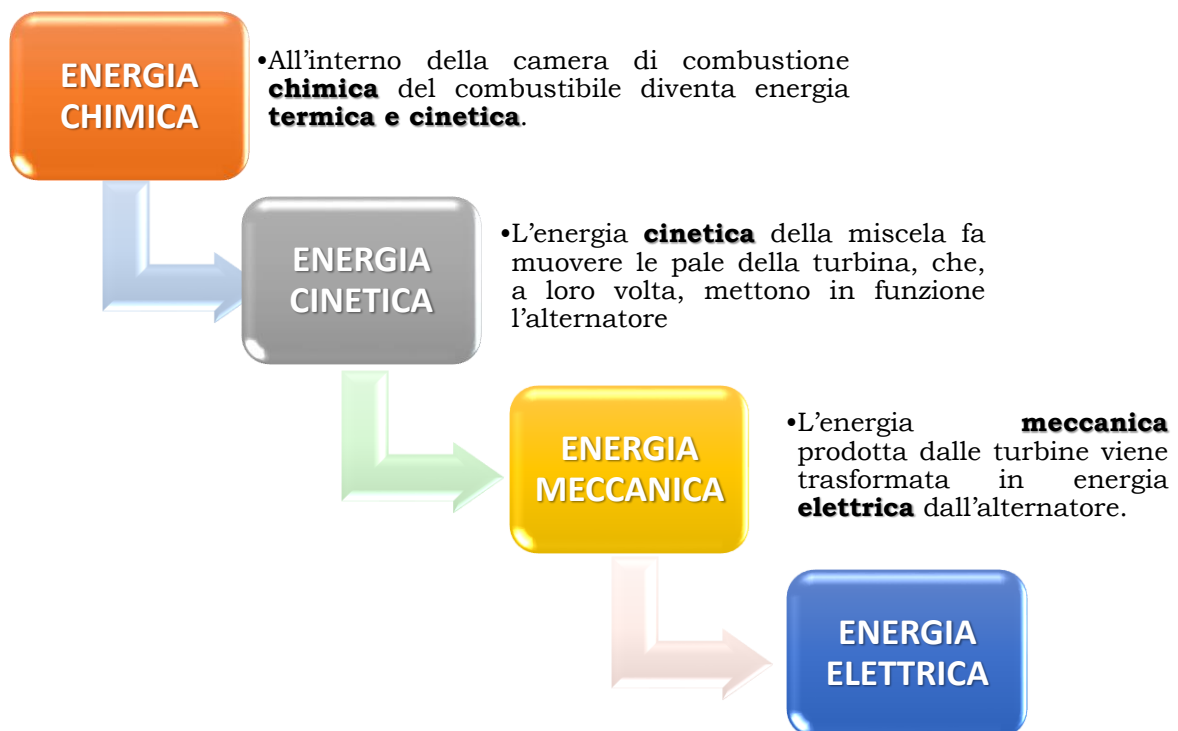 ENERGIA
CHIMICA
•All’interno della camera di combustione
chimica del combustibile diventa energia
termica e cinetica.
ENERGIA
CINETICA
•L’energia cinetica della miscela fa
muovere le pale della turbina, che,
a loro volta, mettono in funzione
l’alternatore
ENERGIA
MECCANICA
•L’energia meccanica
prodotta dalle turbine viene
trasformata in energia
elettrica dall’alternatore.
ENERGIA
ELETTRICA